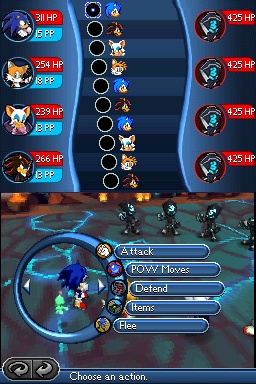 311 HP
15 PP
254 HP
18 PP
239 HP
13 PP
266 HP
13 PP
425 HP
425 HP
425 HP
425 HP
Attack
POW Moves
Defend
Items
Flee
Choose an action.